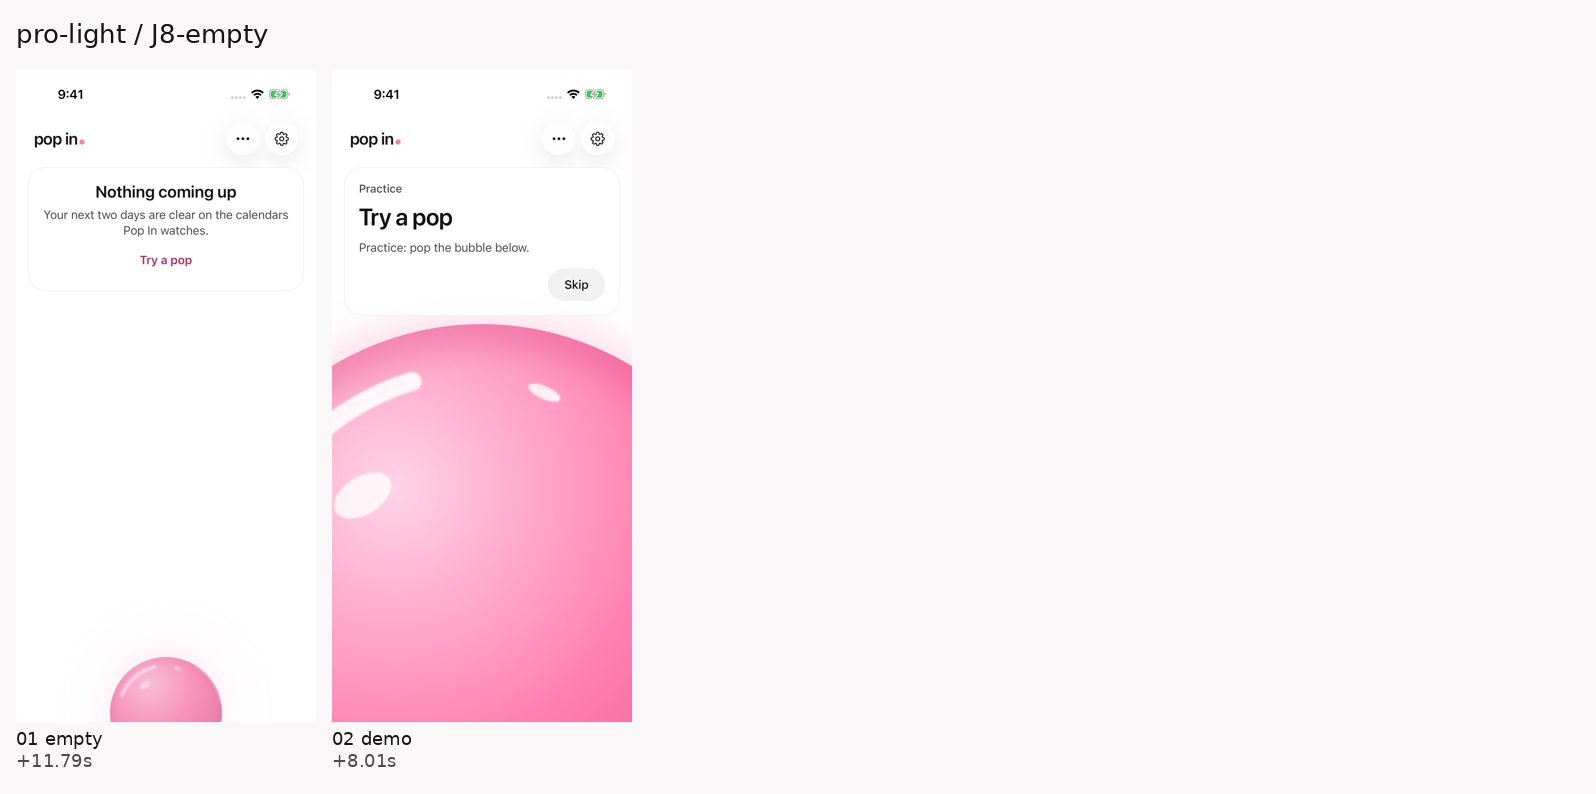 pro-light / J8-empty
9:41
pop in
Nothing coming up
Your next two days are clear on the calendars
Pop In watches.
Try a pop
01 empty
+11.79s
9:41
pop in
Practice
Try a pop
Practice: pop the bubble below.
Skip
02 demo
+8.01s